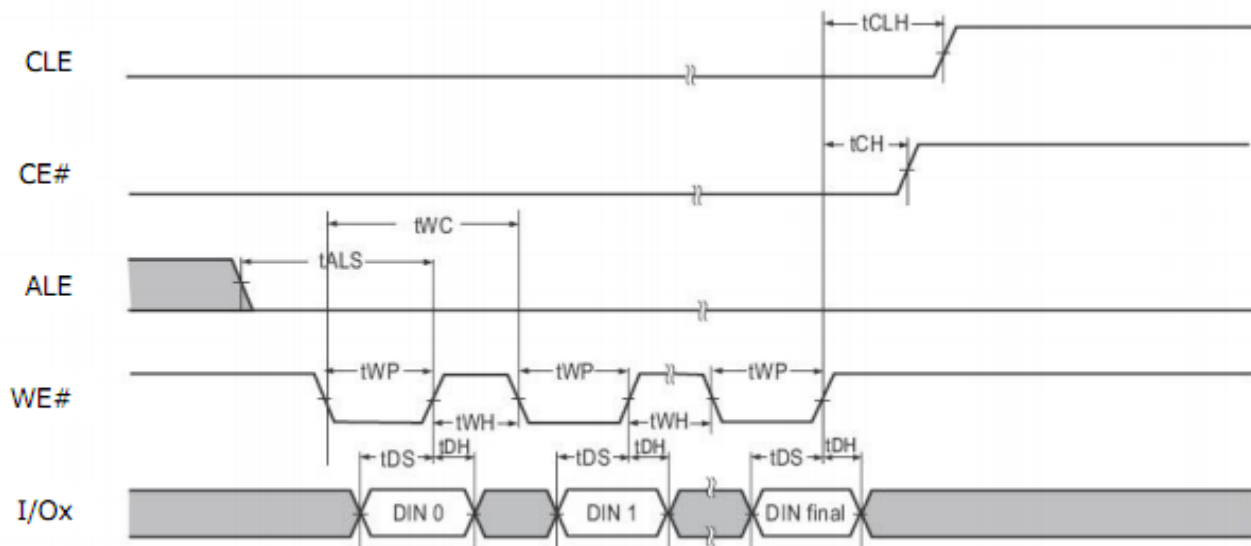 tCLH
CLE
tCH
CE#
tWC
tALS
ALE
tWP tWP tWP
WE#
tWH tWH
tDS tDH tDS tDH tDS tDH
I/Ox DIN 0 DIN 1 DIN final